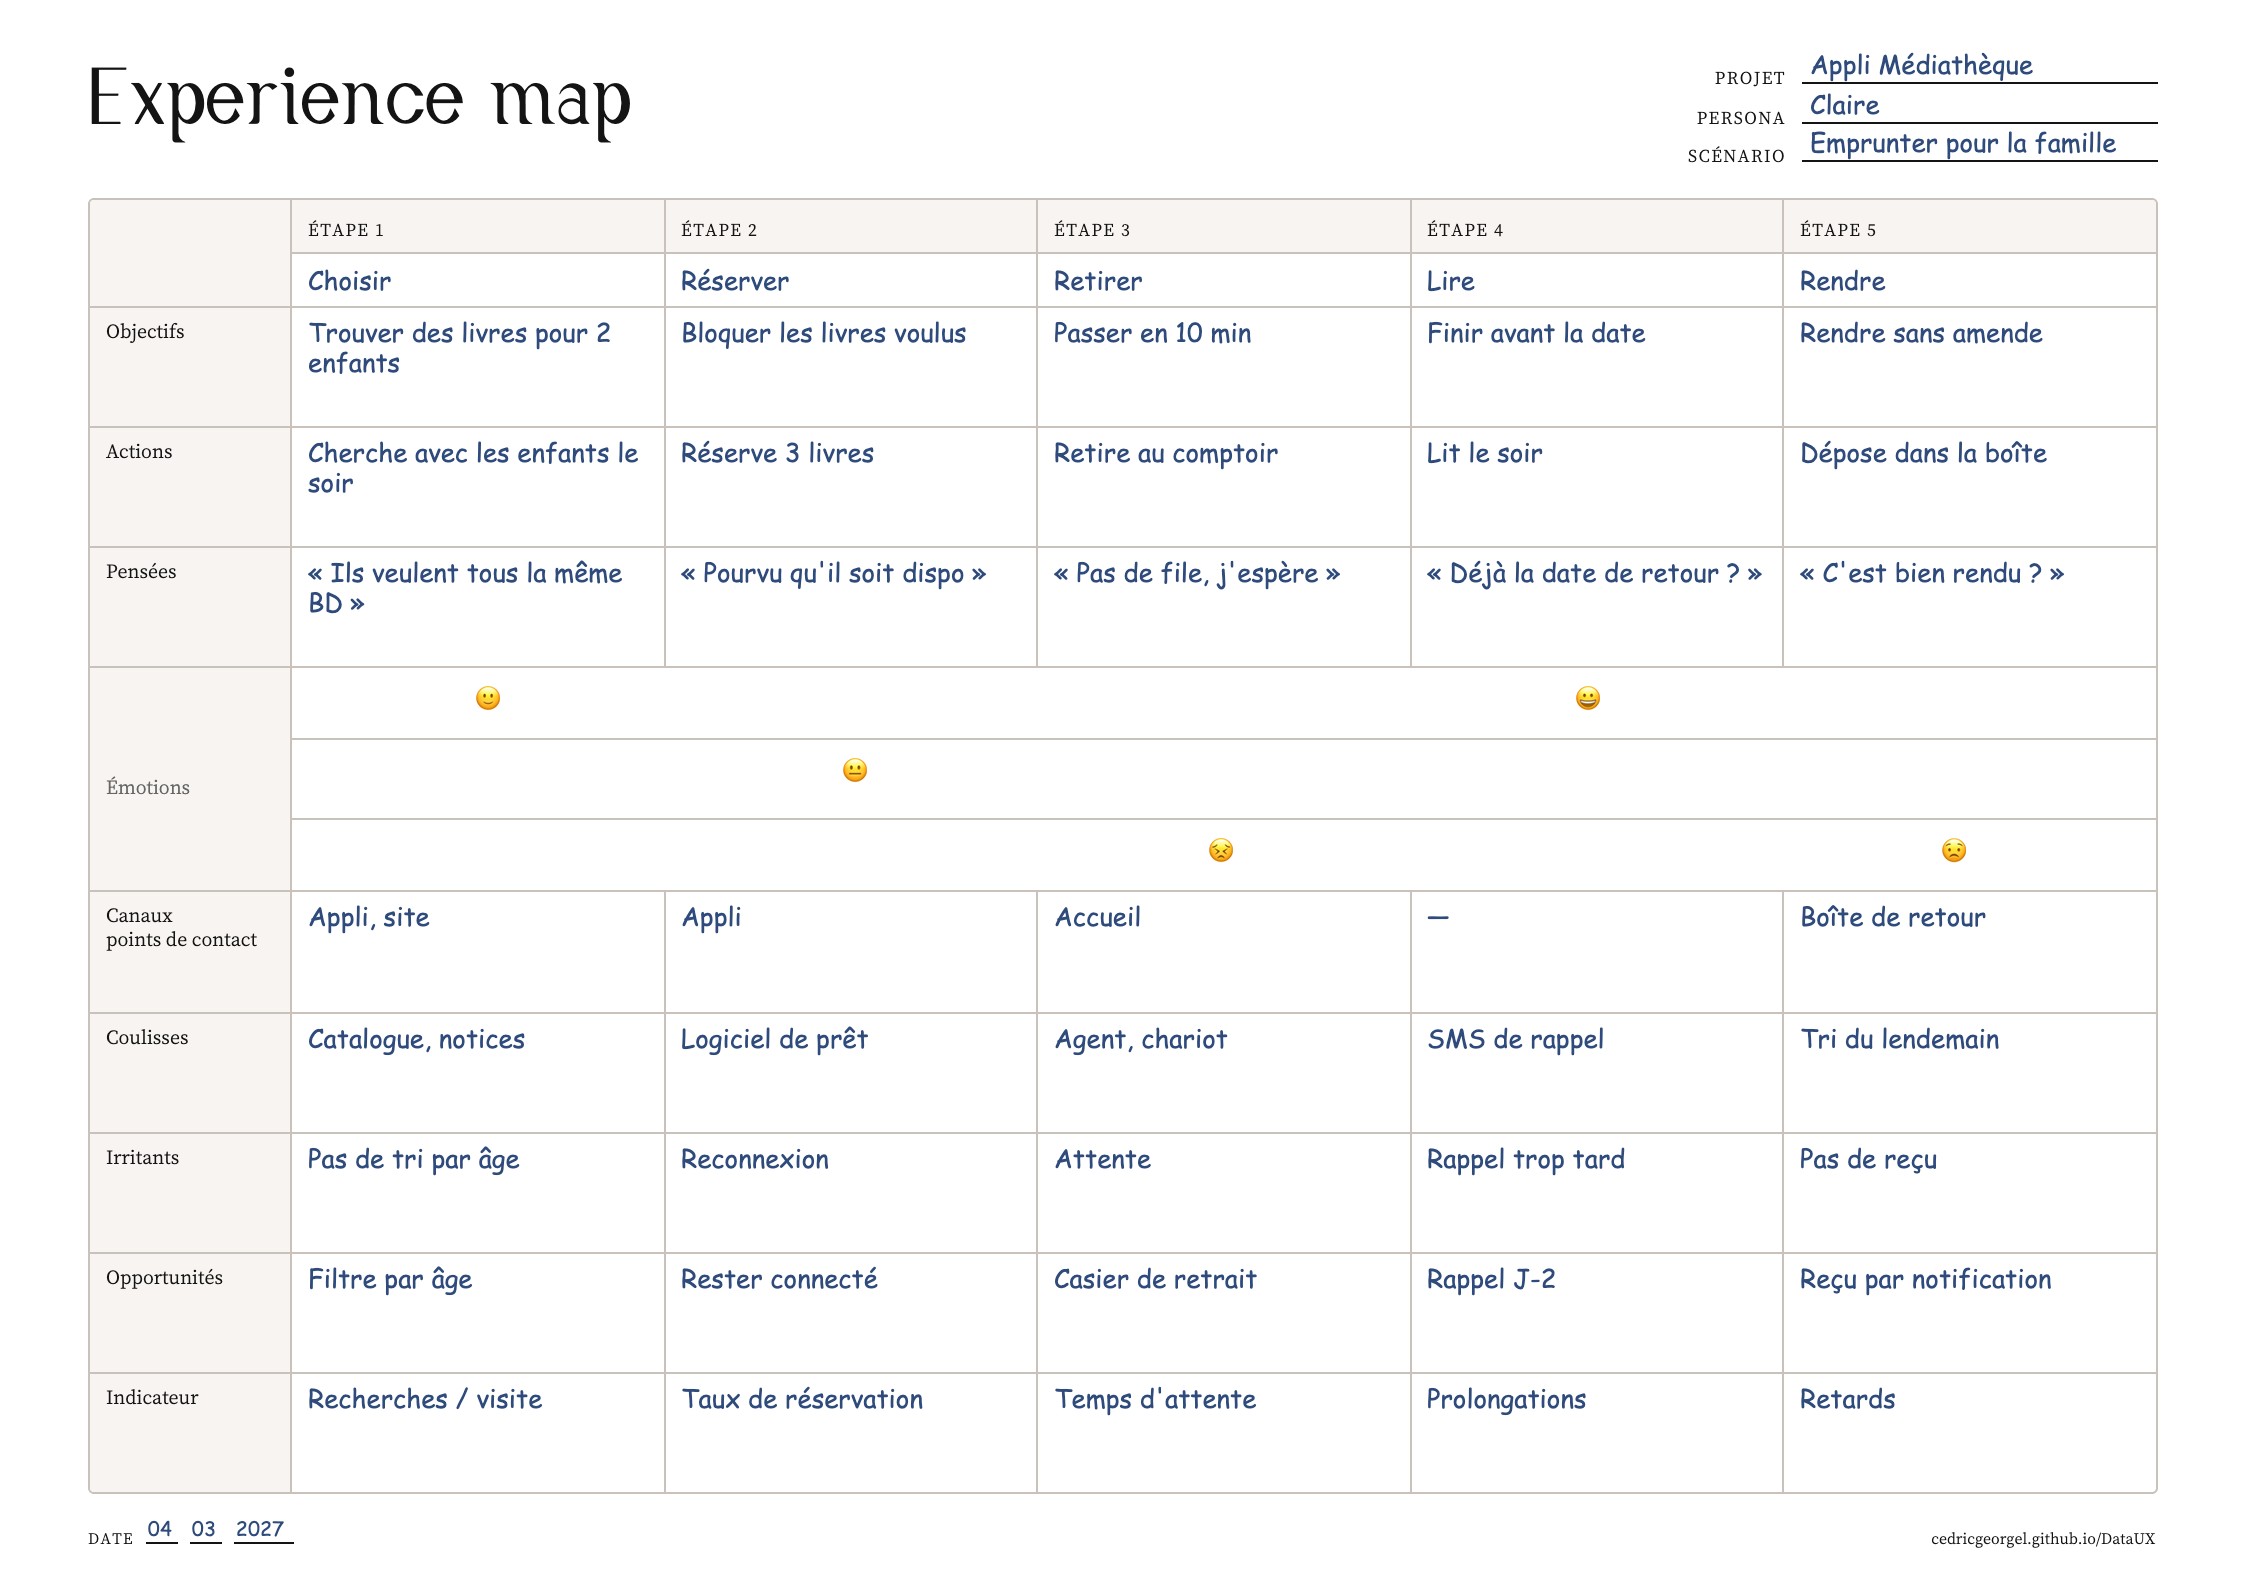 Experience map
PROJET Appli Médiathèque
PERSONA Claire
SCÉNARIO Emprunter pour la famille
ÉTAPE 1 ÉTAPE 2 ÉTAPE 3 ÉTAPE 4 ÉTAPE 5
Choisir Réserver Retirer Lire Rendre
Objectifs Trouver des livres pour 2 Bloquer les livres voulus Passer en 10 min Finir avant la date Rendre sans amende
enfants
Actions Cherche avec les enfants le Réserve 3 livres Retire au comptoir Lit le soir Dépose dans la boîte
soir
Pensées « Ils veulent tous la même « Pourvu qu'il soit dispo » « Pas de file, j'espère » « Déjà la date de retour ? » « C'est bien rendu ? »
BD »
🙂 😀
😐
Émotions
😣 😟
Canaux Appli, site Appli Accueil — Boîte de retour
points de contact
Coulisses Catalogue, notices Logiciel de prêt Agent, chariot SMS de rappel Tri du lendemain
Irritants Pas de tri par âge Reconnexion Attente Rappel trop tard Pas de reçu
Opportunités Filtre par âge Rester connecté Casier de retrait Rappel J-2 Reçu par notification
Indicateur Recherches / visite Taux de réservation Temps d'attente Prolongations Retards
DATE 04 03 2027
cedricgeorgel.github.io/DataUX